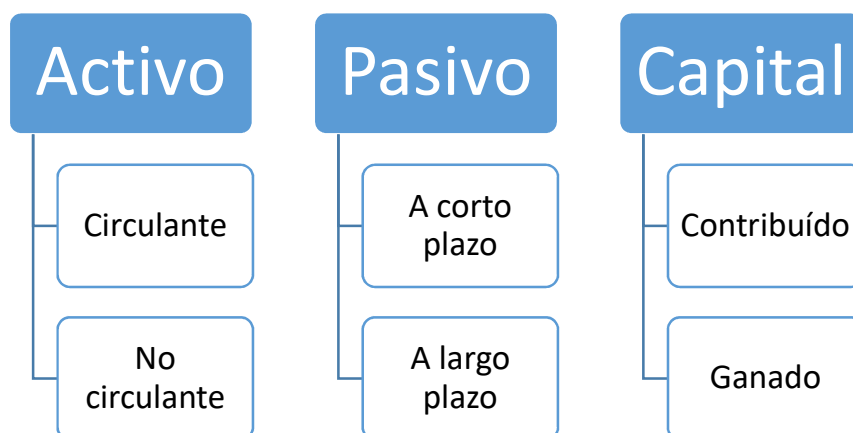 Activo
Circulante
No
circulante
Pasivo
A corto
plazo
A largo
plazo
Capital
Contribuído
Ganado